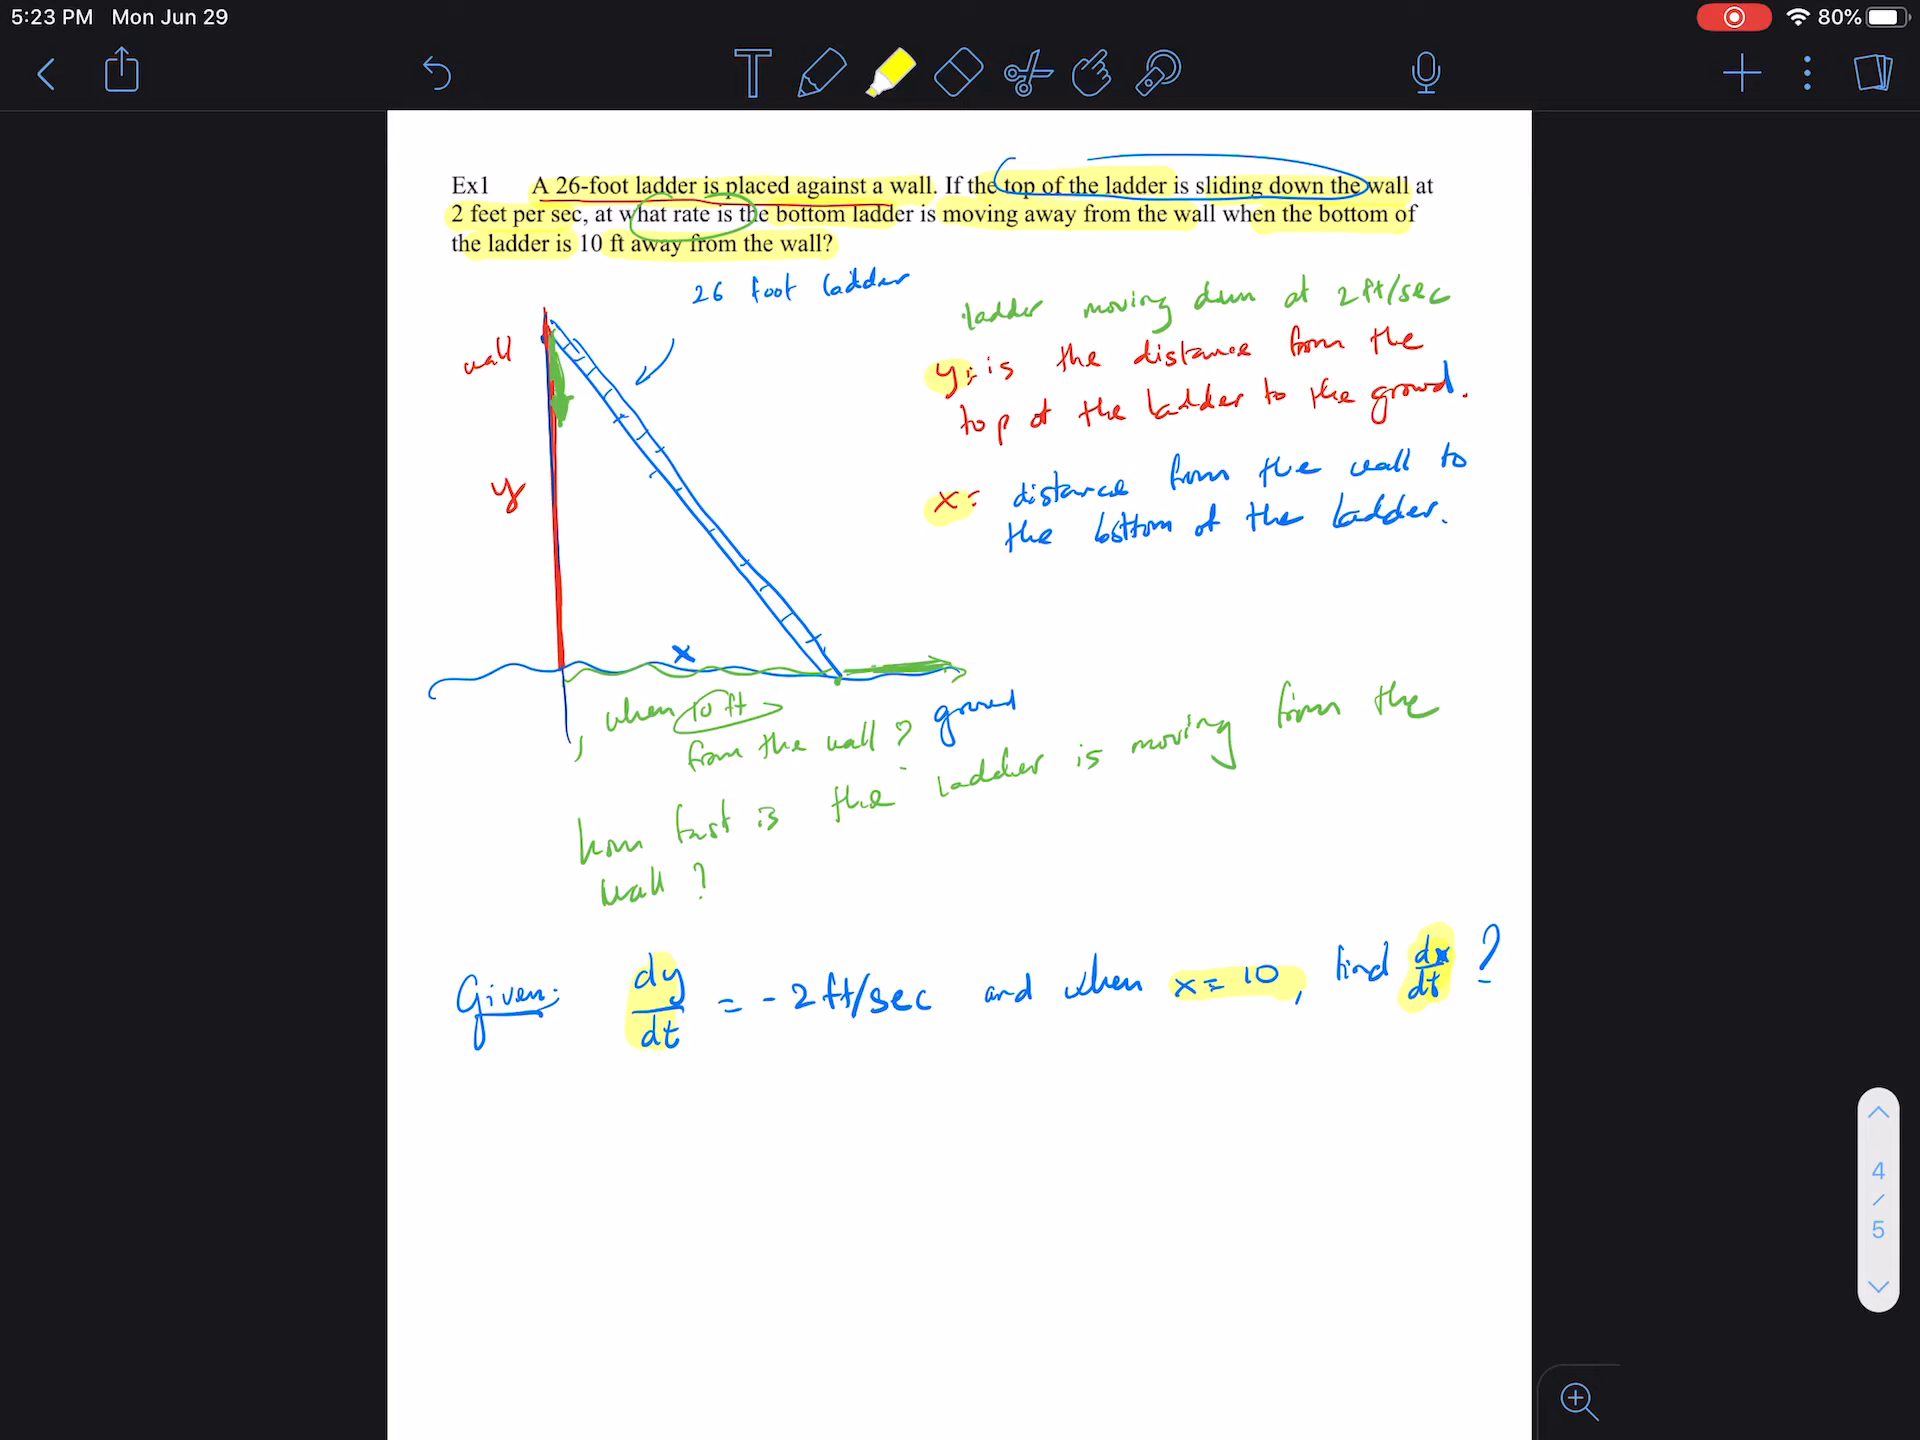 5:23 PM Mon Jun 29
80%
Ex1 A 26-foot ladder is placed against a wall. If the top of the ladder is sliding down the wall at
2 feet per sec, at what rate is the bottom ladder is moving away from the wall when the bottom of
the ladder is 10 ft away from the wall?
26 foot ladder
wall
y
x
ground
ladder moving down at 2 ft/sec
y: is the distance from the
top of the ladder to the ground.
x: distance from the wall to
the bottom of the ladder.
, when 10 ft
from the wall?
how fast is the ladder is moving from the
wall?
Given: dy/dt = -2 ft/sec and when x = 10, find dx/dt ?
4
/
5